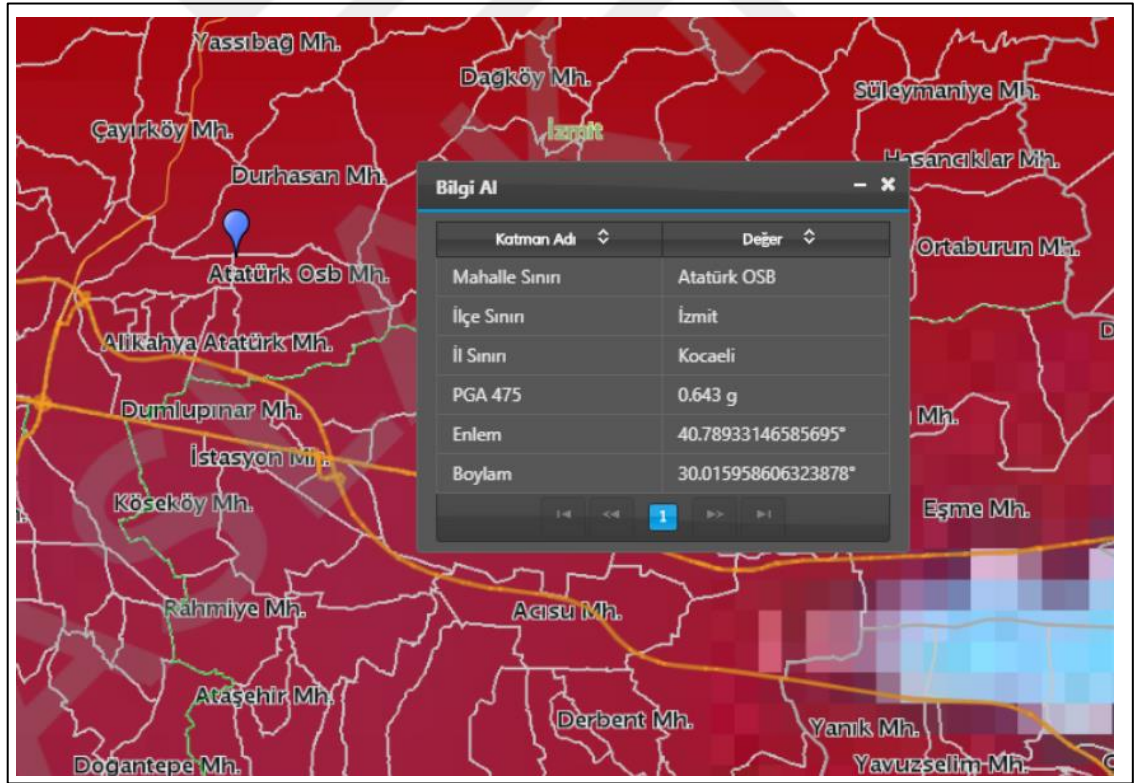 Yassıbağ Mh.
Dağköy Mh.
Süleymaniye Mh.
Çayırköy Mh.
İzmit
Hasancıklar Mh.
Durhasan Mh.
Bilgi Al
Katman Adı Değer
Ortaburun Mh.
Atatürk Osb Mh.
Mahalle Sınırı Atatürk OSB
İlçe Sınırı İzmit
Alikahya Atatürk Mh.
İl Sınırı Kocaeli
PGA 475 0.643 g
Dumlupınar Mh.
Mh.
Enlem 40.78933146585695°
İstasyon Mh.
Boylam 30.015958606323878°
Köseköy Mh.
1
Eşme Mh.
Rahmiye Mh.
Acısu Mh.
Ataşehir Mh.
Derbent Mh.
Yanık Mh.
Doğantepe Mh.
Yavuzselim Mh.